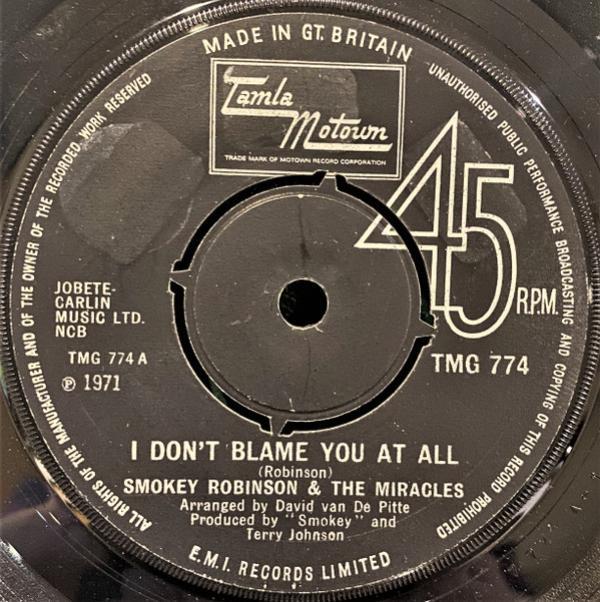 MADE IN GT. BRITAIN
UNAUTHORISED PUBLIC PERFORMANCE BROADCASTING AND COPYING OF THIS RECORD PROHIBITED
ALL RIGHTS OF THE MANUFACTURER AND OF THE OWNER OF THE RECORDED WORK RESERVED
Tamla
Motown
TRADE MARK OF MOTOWN RECORD CORPORATION
45
R.P.M.
JOBETE-
CARLIN
MUSIC LTD.
NCB
TMG 774 A
℗ 1971
TMG 774
I DON'T BLAME YOU AT ALL
(Robinson)
SMOKEY ROBINSON & THE MIRACLES
Arranged by David van De Pitte
Produced by "Smokey" and
Terry Johnson
E.M.I. RECORDS LIMITED